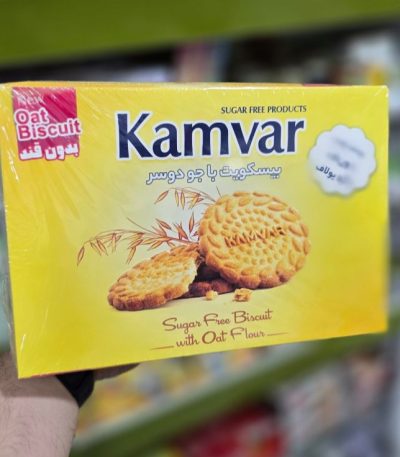 New
Oat
Biscuit
بدون قند
SUGAR FREE PRODUCTS
Kamvar
بیسکویت با جو دوسر
KAMVAR
Sugar Free Biscuit
with Oat Flour